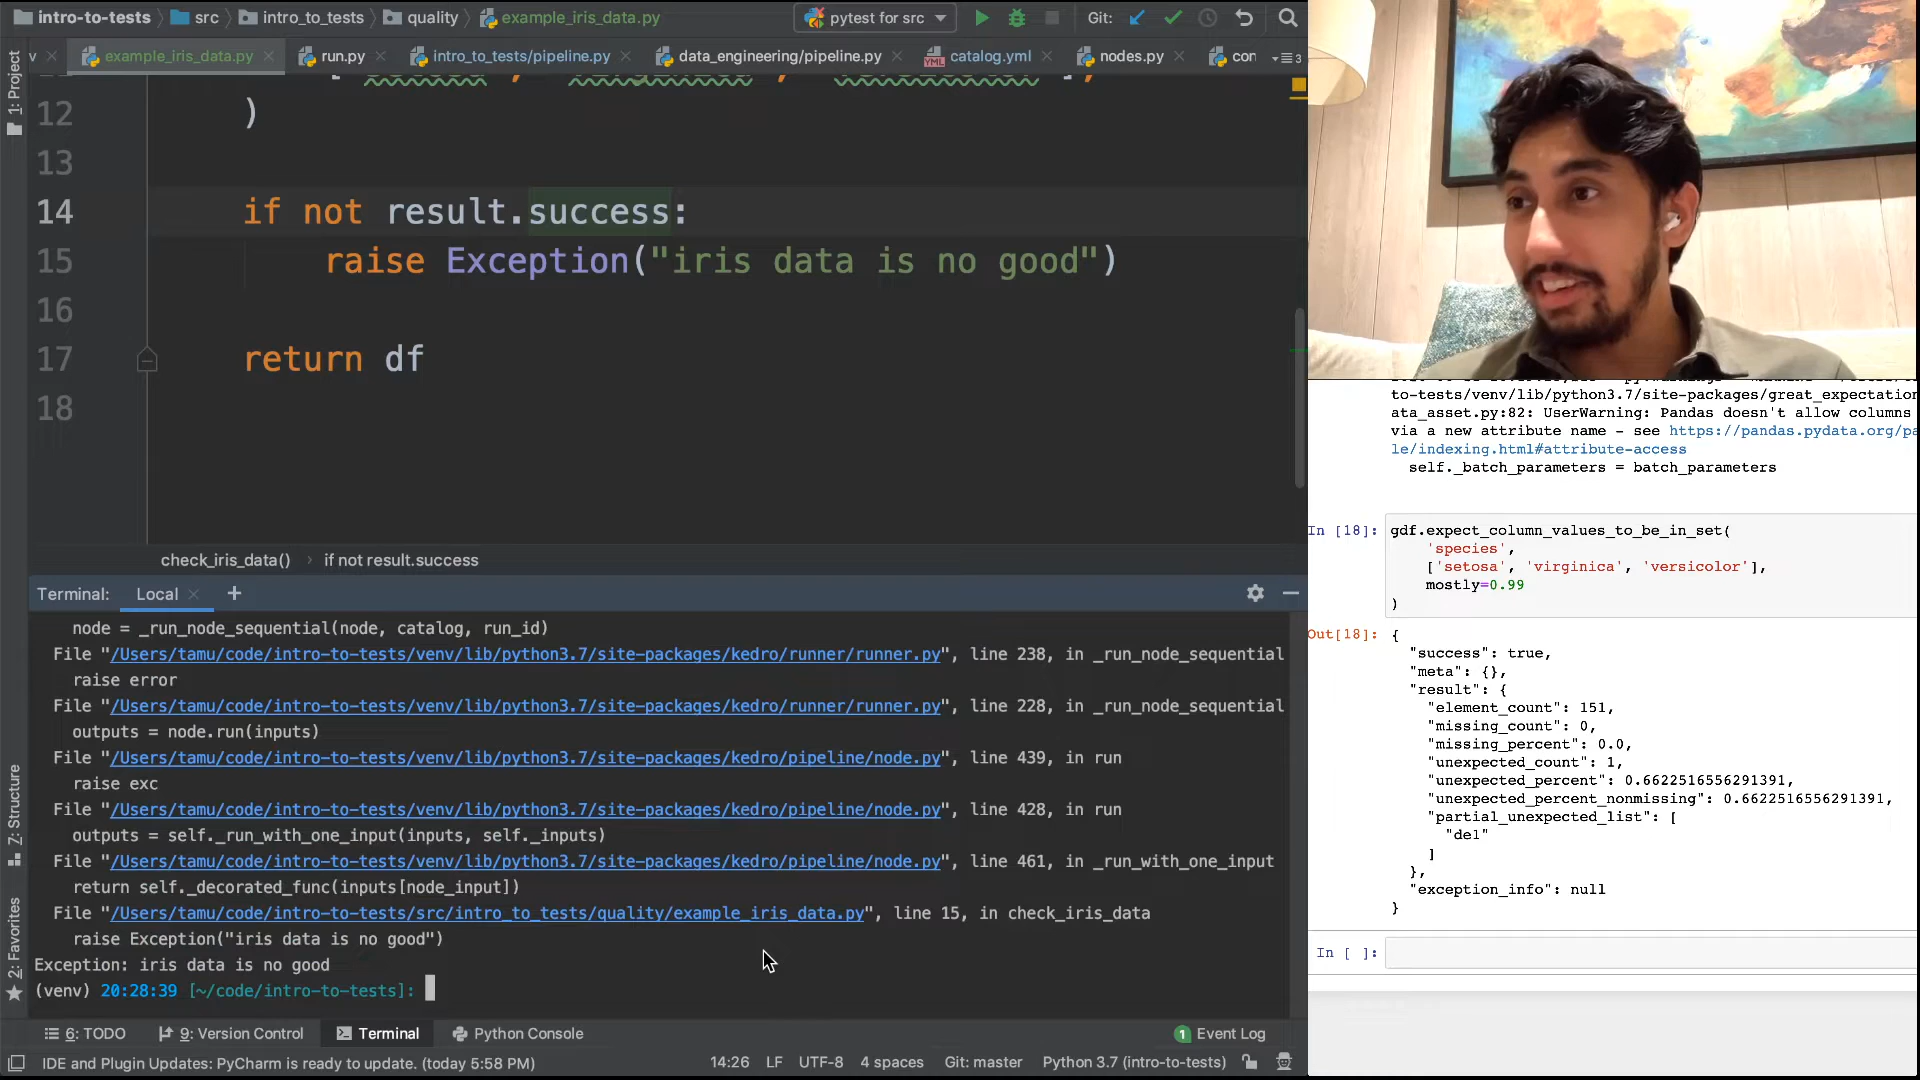 intro-to-tests
src
intro_to_tests
quality
example_iris_data.py
pytest for src
Git:
example_iris_data.py
run.py
intro_to_tests/pipeline.py
data_engineering/pipeline.py
catalog.yml
nodes.py
con
1: Project
12
)
13
14
if not result.success:
15
raise Exception("iris data is no good")
16
17
return df
18
check_iris_data()
if not result.success
Terminal:
Local
node = _run_node_sequential(node, catalog, run_id)
File "/Users/tamu/code/intro-to-tests/venv/lib/python3.7/site-packages/kedro/runner/runner.py", line 238, in _run_node_sequential
raise error
File "/Users/tamu/code/intro-to-tests/venv/lib/python3.7/site-packages/kedro/runner/runner.py", line 228, in _run_node_sequential
outputs = node.run(inputs)
File "/Users/tamu/code/intro-to-tests/venv/lib/python3.7/site-packages/kedro/pipeline/node.py", line 439, in run
raise exc
File "/Users/tamu/code/intro-to-tests/venv/lib/python3.7/site-packages/kedro/pipeline/node.py", line 428, in run
outputs = self._run_with_one_input(inputs, self._inputs)
File "/Users/tamu/code/intro-to-tests/venv/lib/python3.7/site-packages/kedro/pipeline/node.py", line 461, in _run_with_one_input
return self._decorated_func(inputs[node_input])
File "/Users/tamu/code/intro-to-tests/src/intro_to_tests/quality/example_iris_data.py", line 15, in check_iris_data
raise Exception("iris data is no good")
Exception: iris data is no good
(venv) 20:28:39 [~/code/intro-to-tests]:
Z: Structure
2: Favorites
6: TODO
9: Version Control
Terminal
Python Console
1 Event Log
IDE and Plugin Updates: PyCharm is ready to update. (today 5:58 PM)
14:26
LF
UTF-8
4 spaces
Git: master
Python 3.7 (intro-to-tests)
to-tests/venv/lib/python3.7/site-packages/great_expectation
ata_asset.py:82: UserWarning: Pandas doesn't allow columns
via a new attribute name - see https://pandas.pydata.org/pa
le/indexing.html#attribute-access
self._batch_parameters = batch_parameters
In [18]:
gdf.expect_column_values_to_be_in_set(
'species',
['setosa', 'virginica', 'versicolor'],
mostly=0.99
)
Out[18]:
{
"success": true,
"meta": {},
"result": {
"element_count": 151,
"missing_count": 0,
"missing_percent": 0.0,
"unexpected_count": 1,
"unexpected_percent": 0.6622516556291391,
"unexpected_percent_nonmissing": 0.6622516556291391,
"partial_unexpected_list": [
"del"
]
},
"exception_info": null
}
In [ ]: